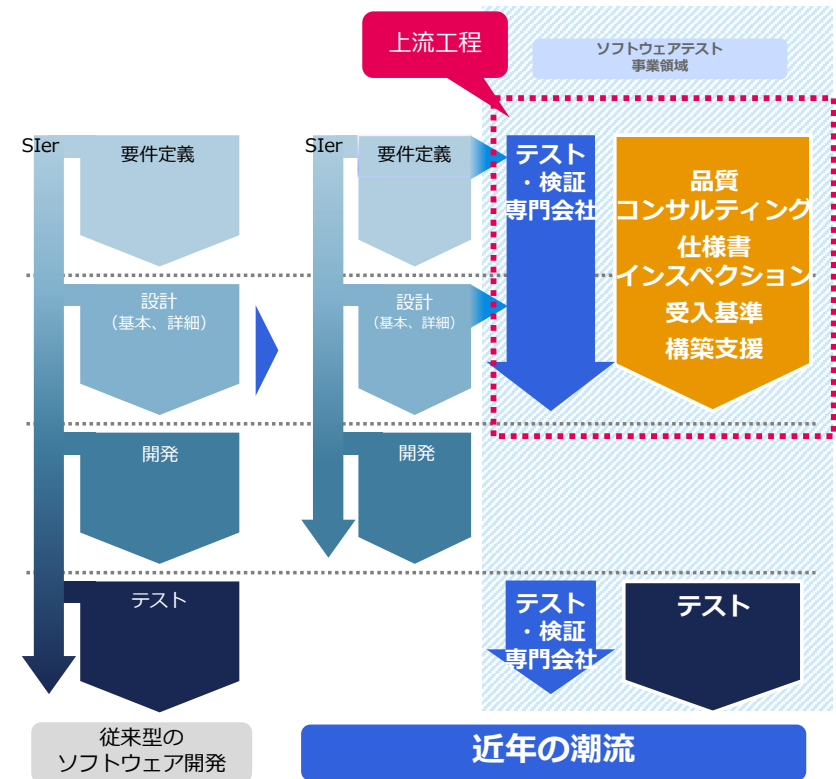 上流工程
ソフトウェアテスト
事業領域
SIer
要件定義
SIer
要件定義
テスト
・検証
専門会社
品質
コンサルティング
仕様書
インスペクション
受入基準
構築支援
設計
（基本、詳細）
設計
（基本、詳細）
開発
開発
テスト
テスト
・検証
専門会社
テスト
従来型の
ソフトウェア開発
近年の潮流